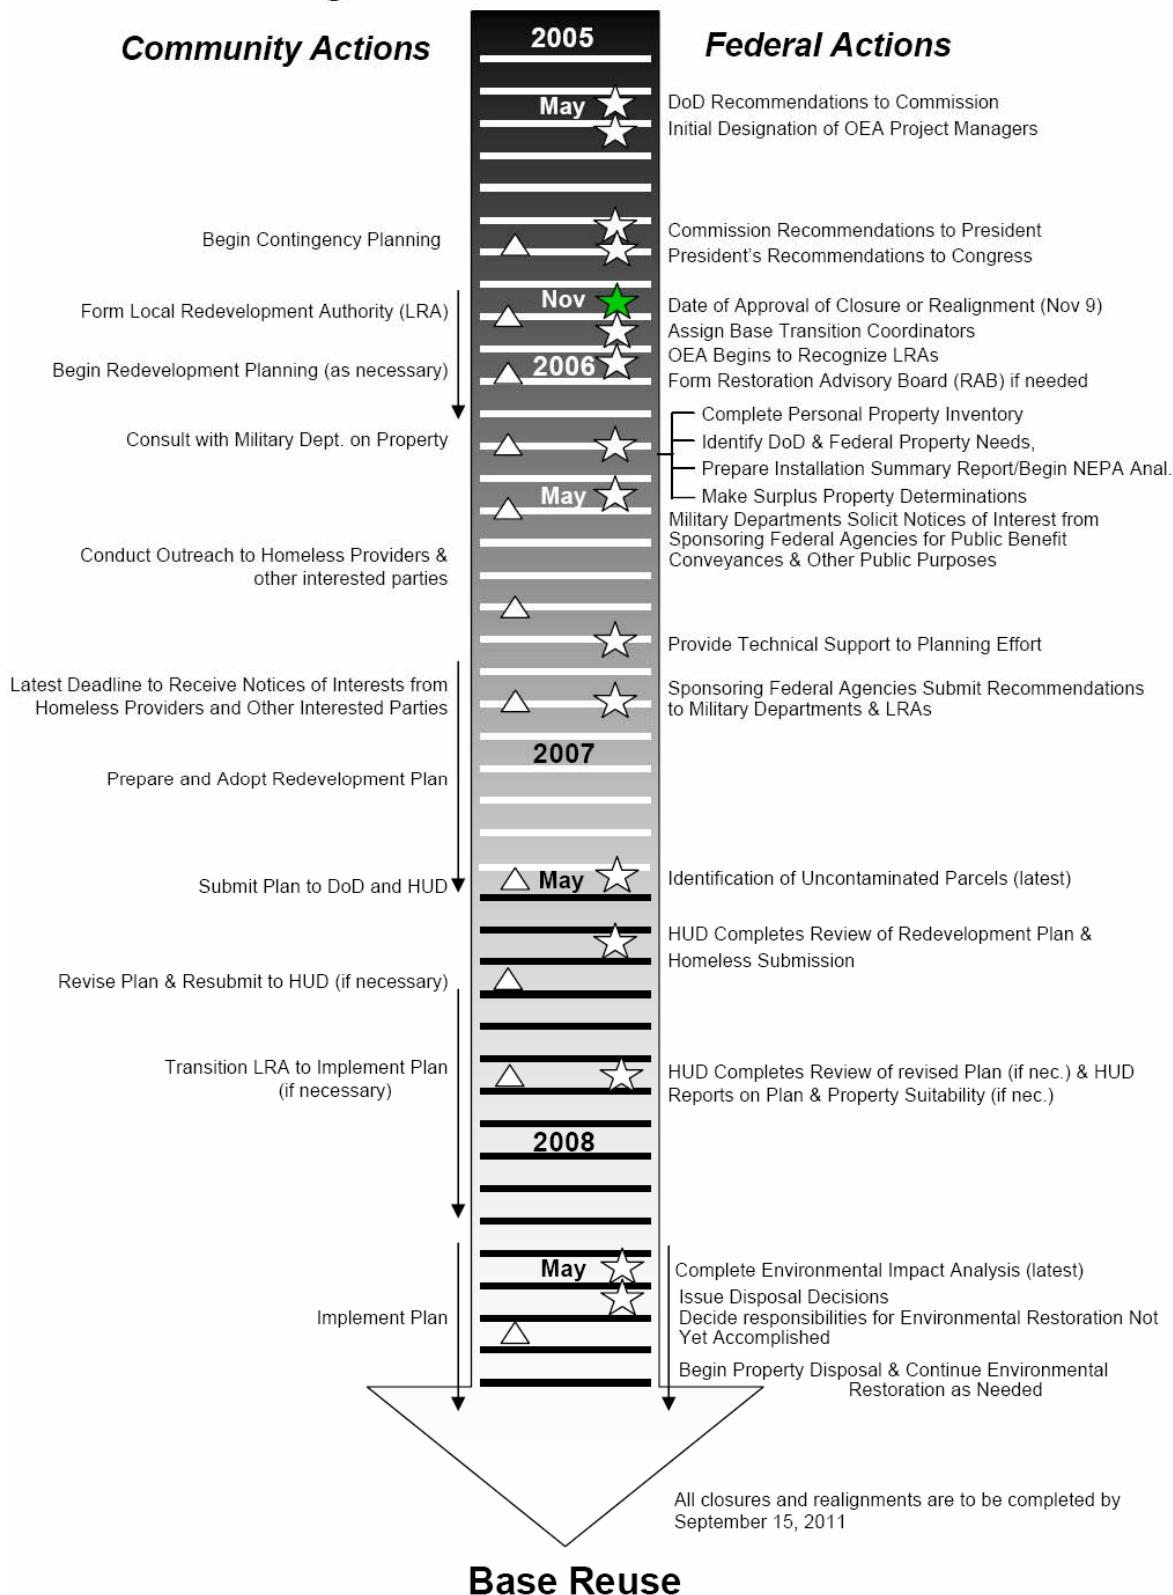 Community Actions
2005
Federal Actions
May
DoD Recommendations to Commission
Initial Designation of OEA Project Managers
Begin Contingency Planning
Commission Recommendations to President
President's Recommendations to Congress
Form Local Redevelopment Authority (LRA)
Nov
Date of Approval of Closure or Realignment (Nov 9)
Assign Base Transition Coordinators
Begin Redevelopment Planning (as necessary)
2006
OEA Begins to Recognize LRAs
Form Restoration Advisory Board (RAB) if needed
Consult with Military Dept. on Property
Complete Personal Property Inventory
Identify DoD & Federal Property Needs,
Prepare Installation Summary Report/Begin NEPA Anal.
May
Make Surplus Property Determinations
Military Departments Solicit Notices of Interest from
Sponsoring Federal Agencies for Public Benefit
Conveyances & Other Public Purposes
Conduct Outreach to Homeless Providers &
other interested parties
Provide Technical Support to Planning Effort
Latest Deadline to Receive Notices of Interests from
Homeless Providers and Other Interested Parties
Sponsoring Federal Agencies Submit Recommendations
to Military Departments & LRAs
2007
Prepare and Adopt Redevelopment Plan
Submit Plan to DoD and HUD
May
Identification of Uncontaminated Parcels (latest)
HUD Completes Review of Redevelopment Plan &
Homeless Submission
Revise Plan & Resubmit to HUD (if necessary)
Transition LRA to Implement Plan
(if necessary)
HUD Completes Review of revised Plan (if nec.) & HUD
Reports on Plan & Property Suitability (if nec.)
2008
May
Complete Environmental Impact Analysis (latest)
Issue Disposal Decisions
Implement Plan
Decide responsibilities for Environmental Restoration Not
Yet Accomplished
Begin Property Disposal & Continue Environmental
Restoration as Needed
All closures and realignments are to be completed by
September 15, 2011
Base Reuse